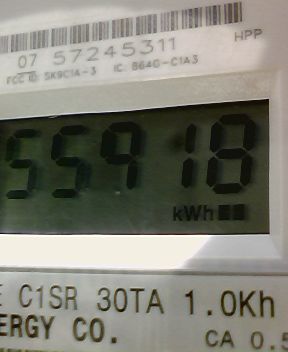 07 57245311
HPP
FCC ID: SK9C1A-3 IC: 864G-C1A3
55918
kWh
E C1SR 30TA 1.0Kh
ERGY CO.
CA 0.5